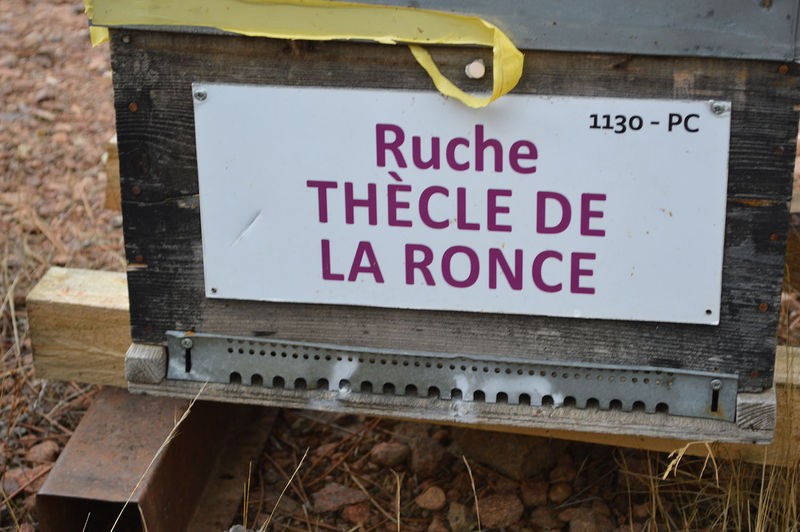 1130 - PC
Ruche
THÈCLE DE
LA RONCE